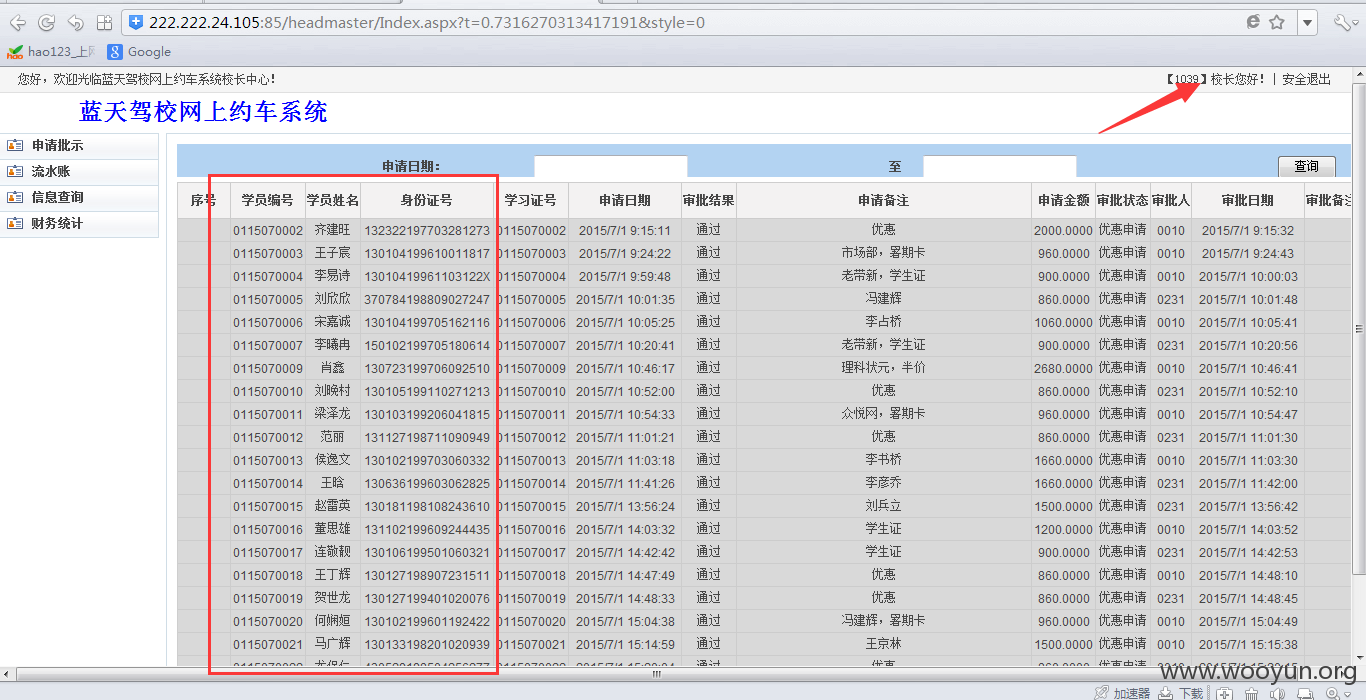 222.222.24.105:85/headmaster/Index.aspx?t=0.7316270313417191&style=0
hao123_上网 Google
您好，欢迎光临蓝天驾校网上约车系统校长中心！ 【1039】校长您好！ | 安全退出
蓝天驾校网上约车系统
申请批示
流水账
信息查询
财务统计
申请日期： 至 查询
序号 学员编号 学员姓名 身份证号 学习证号 申请日期 审批结果 申请备注 申请金额 审批状态 审批人 审批日期 审批备注
0115070002 齐建旺 132322197703281273 0115070002 2015/7/1 9:15:11 通过 优惠 2000.0000 优惠申请 0010 2015/7/1 9:15:32
0115070003 王子宸 130104199610011817 0115070003 2015/7/1 9:24:22 通过 市场部，署期卡 960.0000 优惠申请 0010 2015/7/1 9:24:43
0115070004 李易诗 13010419961103122X 0115070004 2015/7/1 9:59:48 通过 老带新，学生证 900.0000 优惠申请 0010 2015/7/1 10:00:03
0115070005 刘欣欣 370784198809027247 0115070005 2015/7/1 10:01:35 通过 冯建辉 860.0000 优惠申请 0231 2015/7/1 10:01:48
0115070006 宋嘉诚 130104199705162116 0115070006 2015/7/1 10:05:25 通过 李占桥 1060.0000 优惠申请 0010 2015/7/1 10:05:41
0115070007 李曦冉 150102199705180614 0115070007 2015/7/1 10:20:41 通过 老带新，学生证 900.0000 优惠申请 0231 2015/7/1 10:20:56
0115070009 肖鑫 130723199706092510 0115070009 2015/7/1 10:46:17 通过 理科状元，半价 2680.0000 优惠申请 0010 2015/7/1 10:46:41
0115070010 刘晚村 130105199110271213 0115070010 2015/7/1 10:52:00 通过 优惠 860.0000 优惠申请 0231 2015/7/1 10:52:10
0115070011 梁泽龙 130103199206041815 0115070011 2015/7/1 10:54:33 通过 众悦网，署期卡 960.0000 优惠申请 0010 2015/7/1 10:54:47
0115070012 范丽 131127198711090949 0115070012 2015/7/1 11:01:21 通过 优惠 860.0000 优惠申请 0231 2015/7/1 11:01:30
0115070013 侯逸文 130102199703060332 0115070013 2015/7/1 11:03:18 通过 李书桥 1660.0000 优惠申请 0010 2015/7/1 11:03:30
0115070014 王晗 130636199603062825 0115070014 2015/7/1 11:41:26 通过 李彦乔 1660.0000 优惠申请 0231 2015/7/1 11:42:00
0115070015 赵雷英 130181198108243610 0115070015 2015/7/1 13:56:24 通过 刘兵立 1500.0000 优惠申请 0231 2015/7/1 13:56:42
0115070016 董思雄 131102199609244435 0115070016 2015/7/1 14:03:32 通过 学生证 1200.0000 优惠申请 0010 2015/7/1 14:03:52
0115070017 连敬靓 130106199501060321 0115070017 2015/7/1 14:42:42 通过 学生证 900.0000 优惠申请 0231 2015/7/1 14:42:53
0115070018 王丁辉 130127198907231511 0115070018 2015/7/1 14:47:49 通过 优惠 860.0000 优惠申请 0010 2015/7/1 14:48:10
0115070019 贺世龙 130127199401020076 0115070019 2015/7/1 14:48:33 通过 优惠 860.0000 优惠申请 0231 2015/7/1 14:48:45
0115070020 何娴姮 130102199601192422 0115070020 2015/7/1 15:04:38 通过 冯建辉，署期卡 960.0000 优惠申请 0010 2015/7/1 15:04:49
0115070021 马广辉 130133198201020939 0115070021 2015/7/1 15:14:59 通过 王京林 1500.0000 优惠申请 0010 2015/7/1 15:15:38
www.wooyun.org
加速器 下载